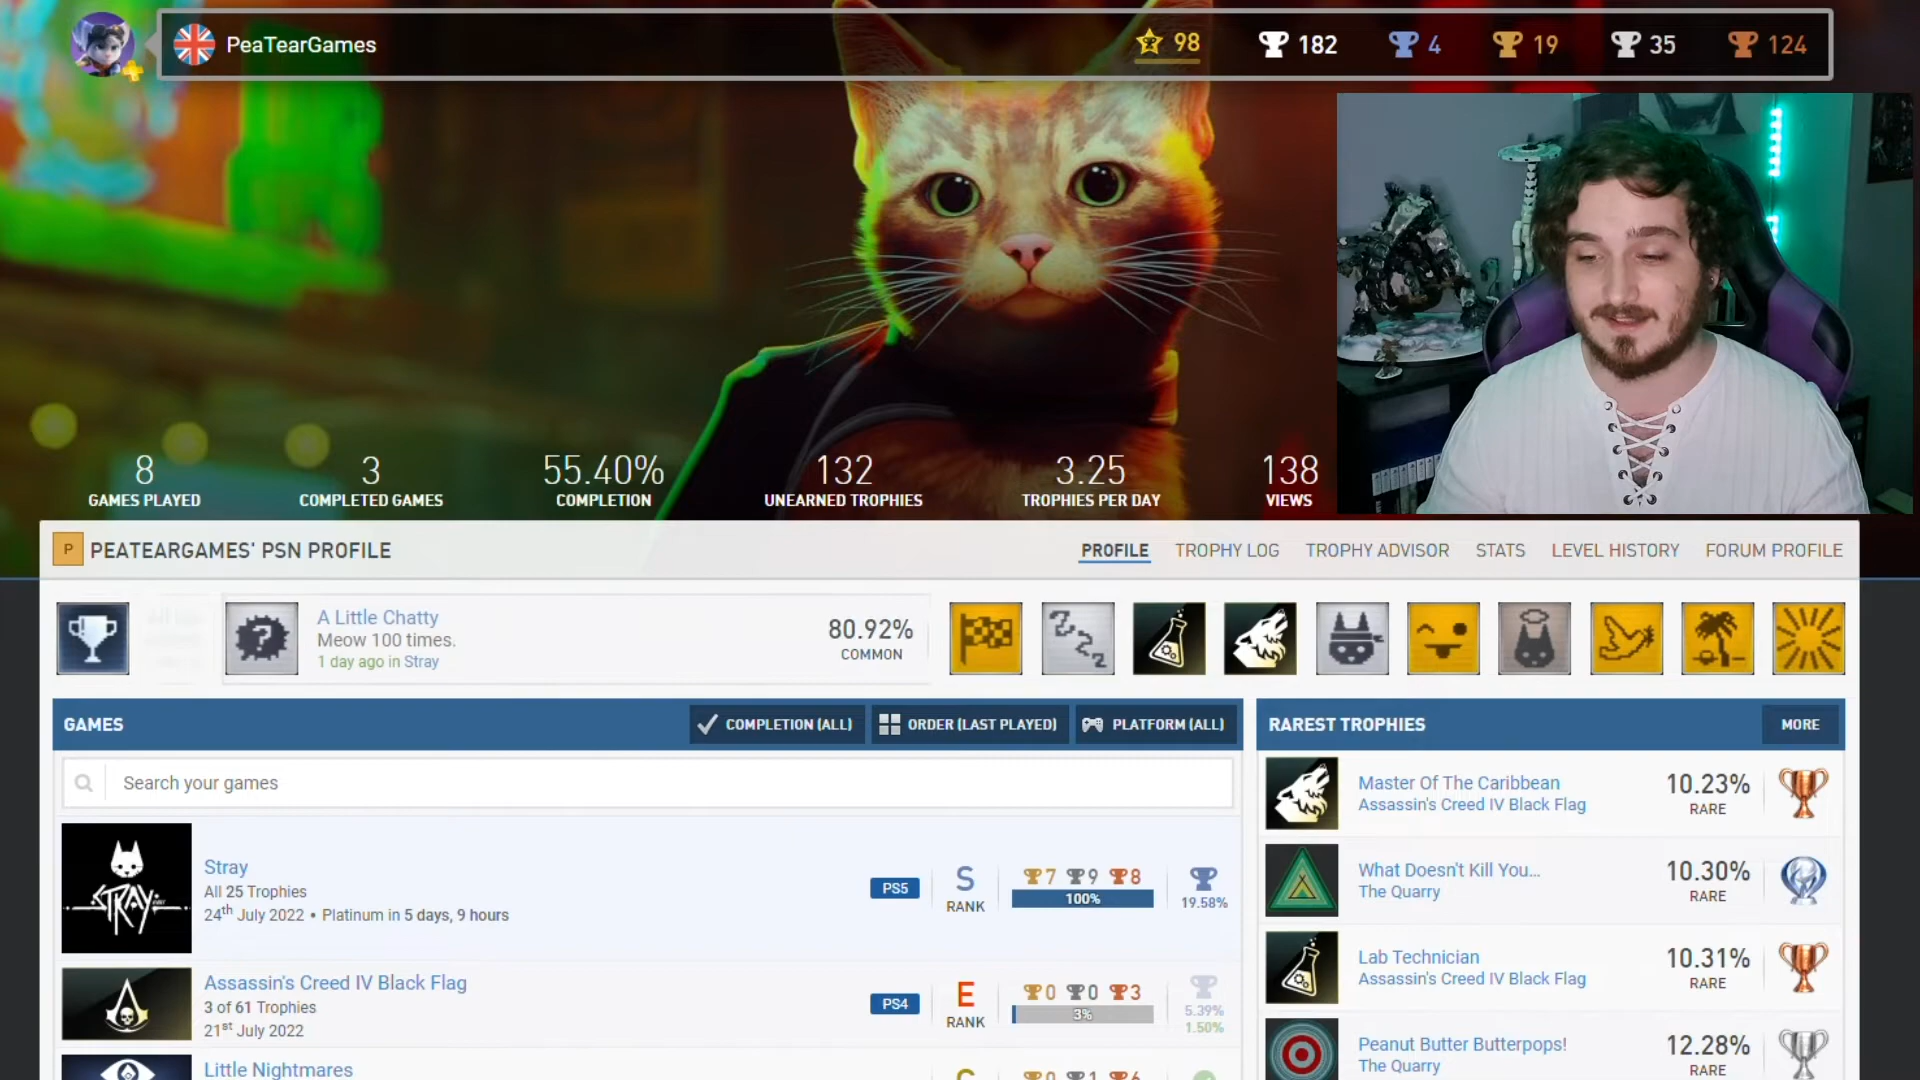 PeaTearGames
98
182
4
19
35
124
8
GAMES PLAYED
3
COMPLETED GAMES
55.40%
COMPLETION
132
UNEARNED TROPHIES
3.25
TROPHIES PER DAY
138
VIEWS
P
PEATEARGAMES' PSN PROFILE
PROFILE
TROPHY LOG
TROPHY ADVISOR
STATS
LEVEL HISTORY
FORUM PROFILE
?
A Little Chatty
Meow 100 times.
1 day ago in Stray
80.92%
COMMON
GAMES
COMPLETION (ALL)
ORDER (LAST PLAYED)
PLATFORM (ALL)
Search your games
STRAY
Stray
All 25 Trophies
24th July 2022 • Platinum in 5 days, 9 hours
PS5
S
RANK
7 9 8
100%
19.58%
Assassin's Creed IV Black Flag
3 of 61 Trophies
21st July 2022
PS4
E
RANK
0 0 3
3%
5.39%
1.50%
Little Nightmares
0 1 6
RAREST TROPHIES
MORE
Master Of The Caribbean
Assassin's Creed IV Black Flag
10.23%
RARE
What Doesn't Kill You...
The Quarry
10.30%
RARE
Lab Technician
Assassin's Creed IV Black Flag
10.31%
RARE
Peanut Butter Butterpops!
The Quarry
12.28%
RARE